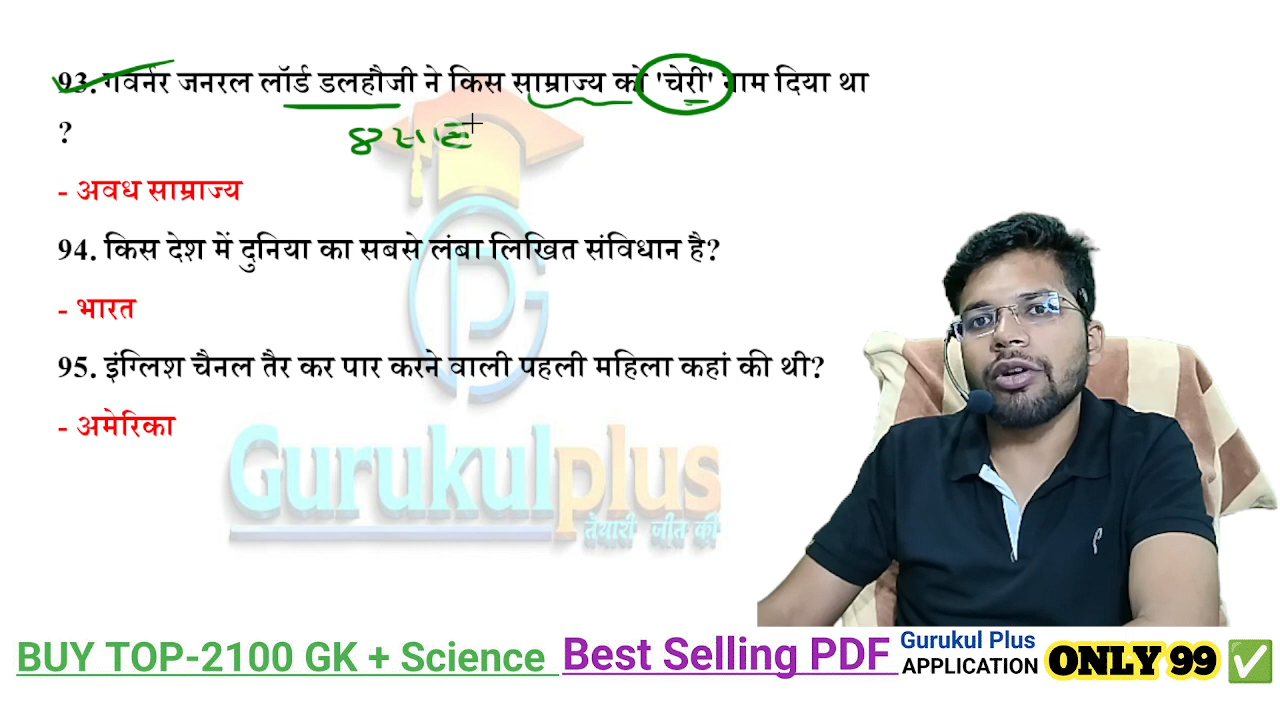 93. गवर्नर जनरल लॉर्ड डलहौजी ने किस साम्राज्य को 'चेरी' नाम दिया था
?
8 साल
- अवध साम्राज्य
94. किस देश में दुनिया का सबसे लंबा लिखित संविधान है?
- भारत
95. इंग्लिश चैनल तैर कर पार करने वाली पहली महिला कहां की थी?
- अमेरिका
Gurukulplus
तैयारी जीत की
BUY TOP-2100 GK + Science Best Selling PDF Gurukul Plus APPLICATION ONLY 99